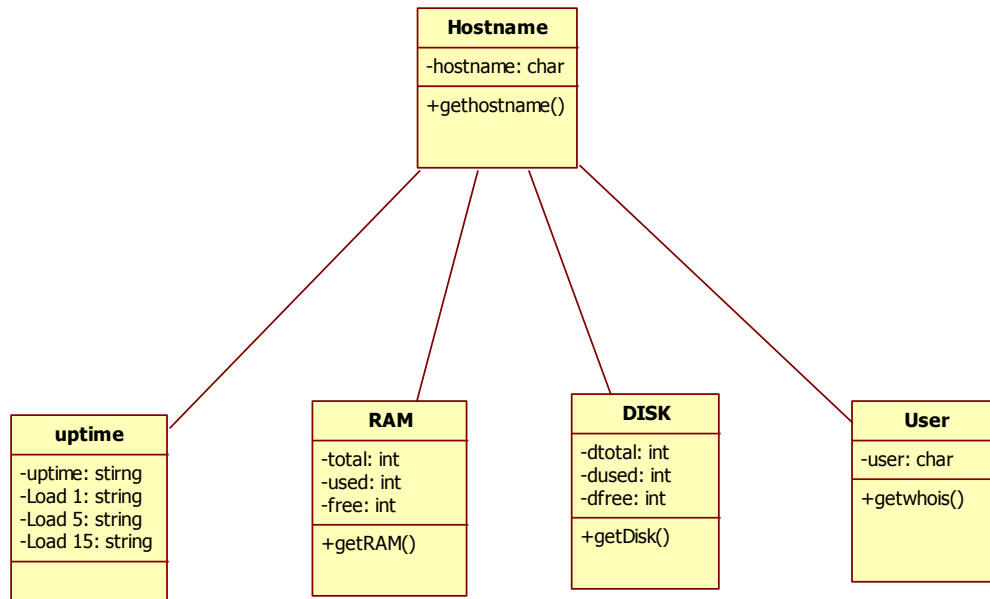 Hostname
-hostname: char
+gethostname()
uptime
-uptime: stirng
-Load 1: string
-Load 5: string
-Load 15: string
RAM
-total: int
-used: int
-free: int
+getRAM()
DISK
-dtotal: int
-dused: int
-dfree: int
+getDisk()
User
-user: char
+getwhois()